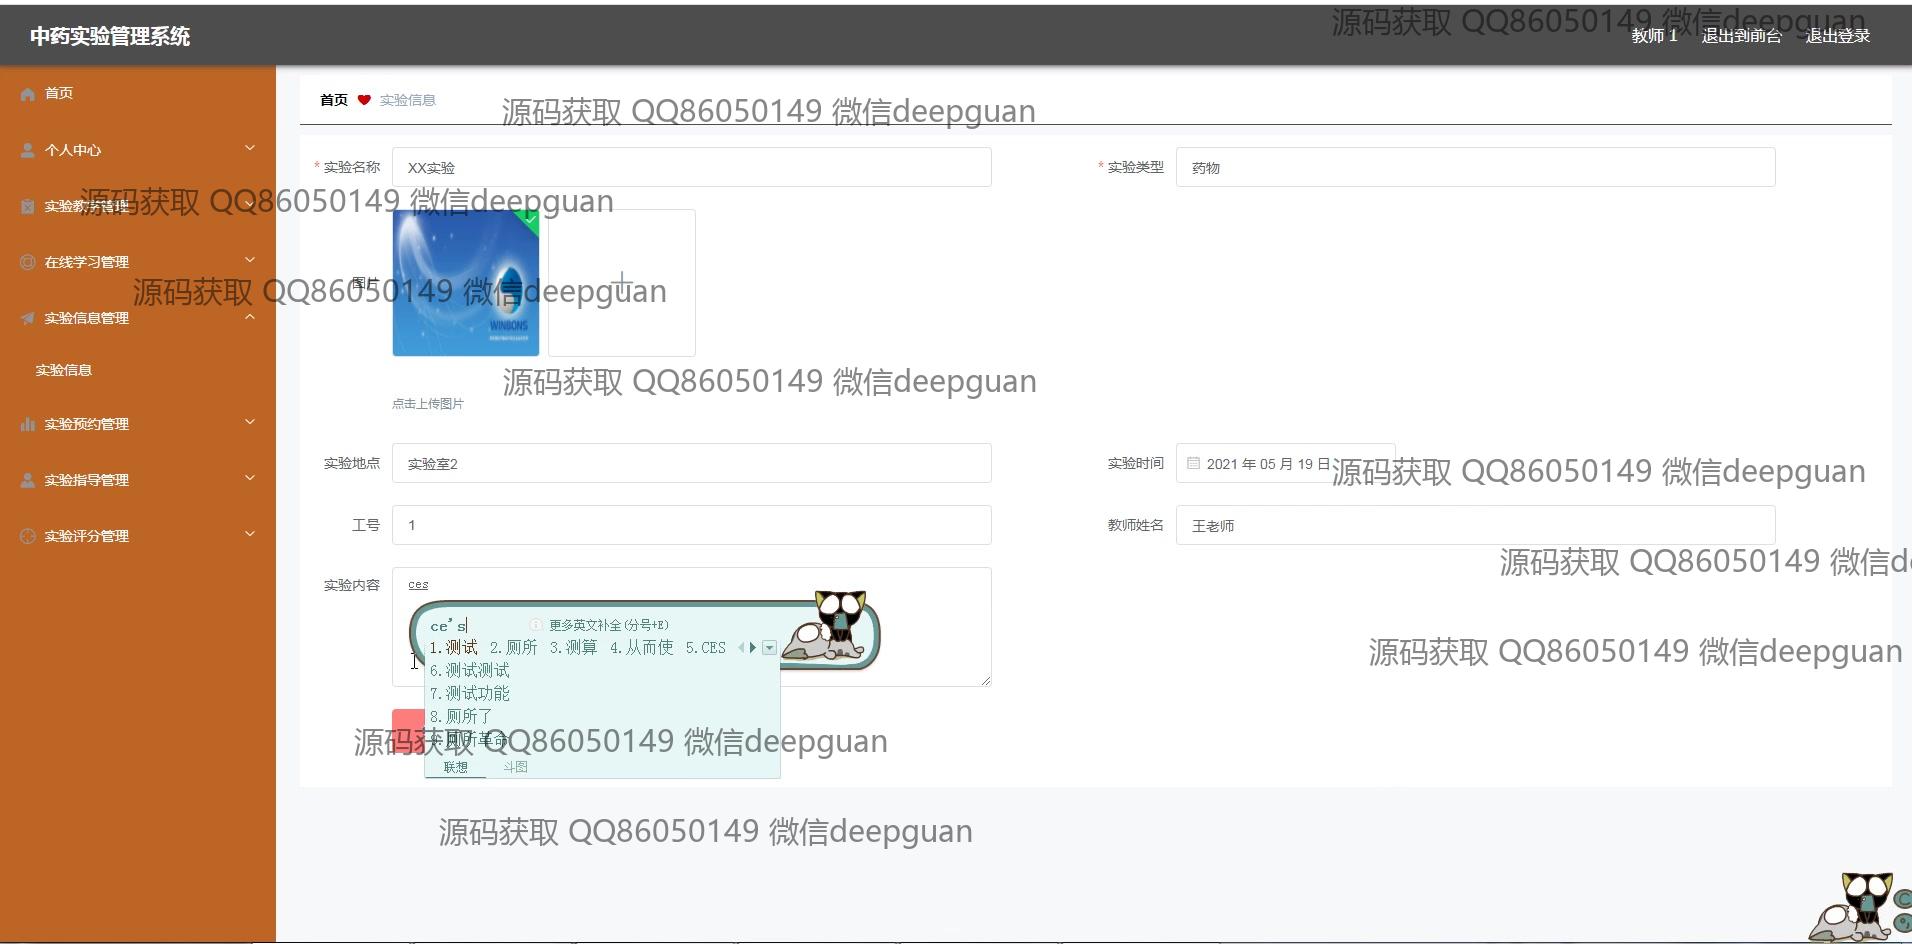 中药实验管理系统
教师 1 退出到前台 退出登录
源码获取 QQ86050149 微信deepguan
首页
首页 实验信息
源码获取 QQ86050149 微信deepguan
个人中心
* 实验名称 XX实验
* 实验类型 药物
实验教学管理
源码获取 QQ86050149 微信deepguan
在线学习管理
图片
WINBONS
源码获取 QQ86050149 微信deepguan
实验信息管理
实验信息
源码获取 QQ86050149 微信deepguan
点击上传图片
实验预约管理
实验地点 实验室2
实验时间 2021 年 05 月 19 日
源码获取 QQ86050149 微信deepguan
实验指导管理
工号 1
教师姓名 王老师
实验评分管理
源码获取 QQ86050149 微信d
实验内容 ces
ce's 更多英文补全(分号+E)
1.测试 2.厕所 3.测算 4.从而使 5.CES
6.测试测试
7.测试功能
8.厕所了
9.厕所革命
联想 斗图
源码获取 QQ86050149 微信deepguan
源码获取 QQ86050149 微信deepguan
源码获取 QQ86050149 微信deepguan